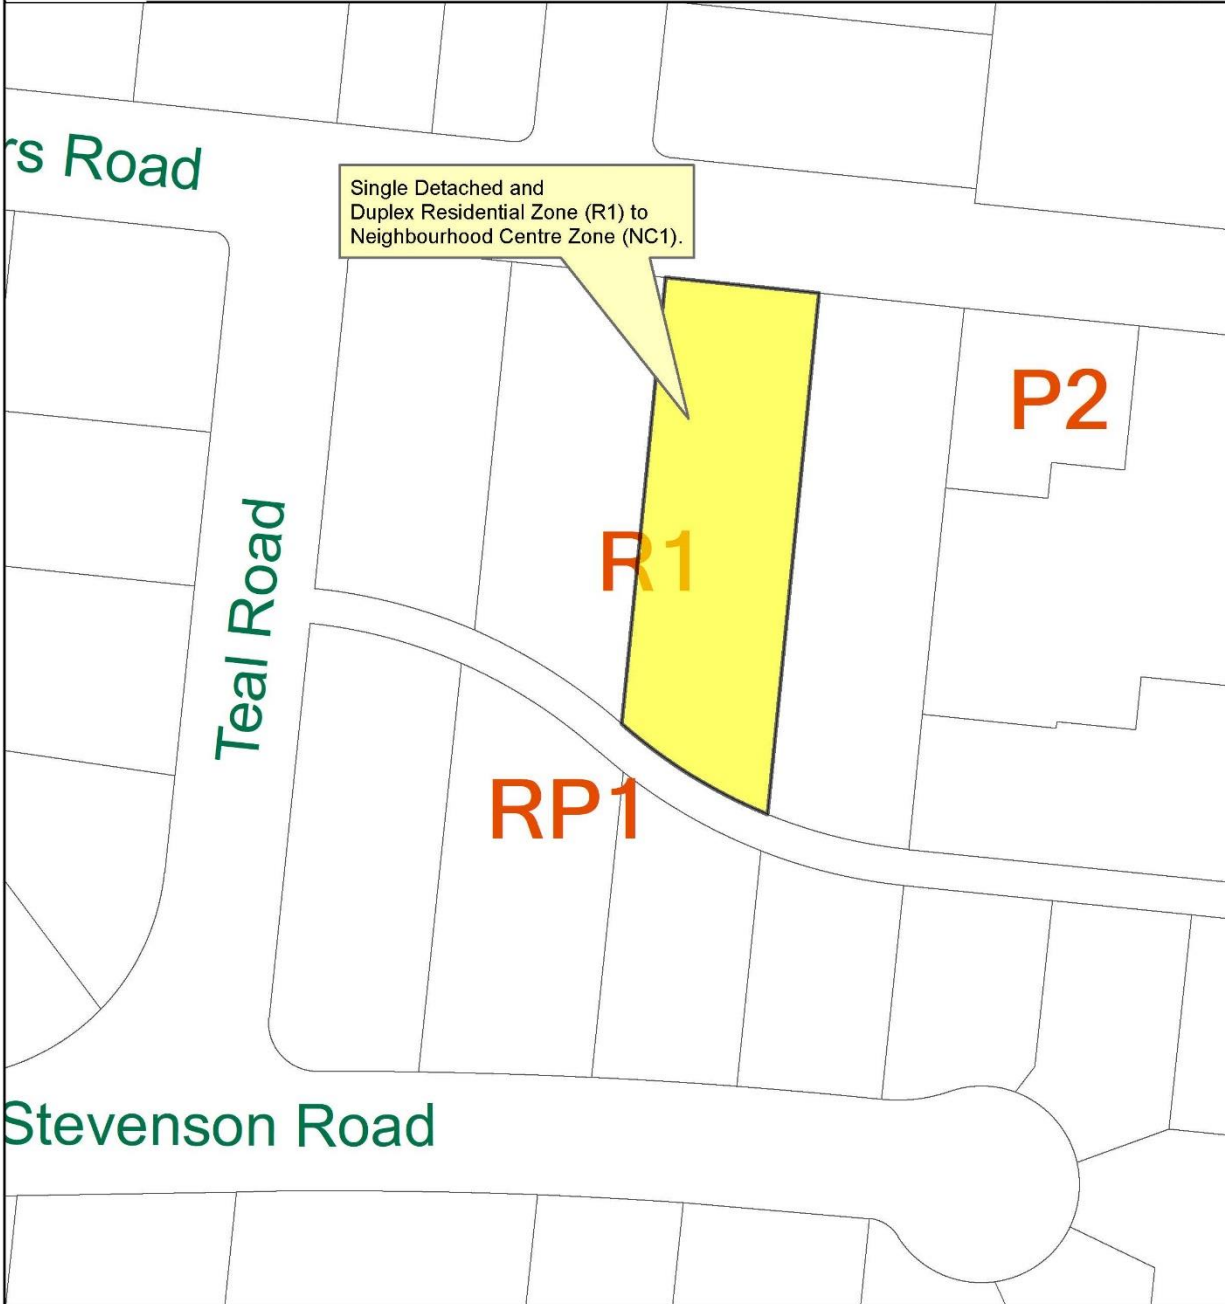 rs Road
Single Detached and
Duplex Residential Zone (R1) to
Neighbourhood Centre Zone (NC1).
P2
R1
Teal Road
RP1
Stevenson Road